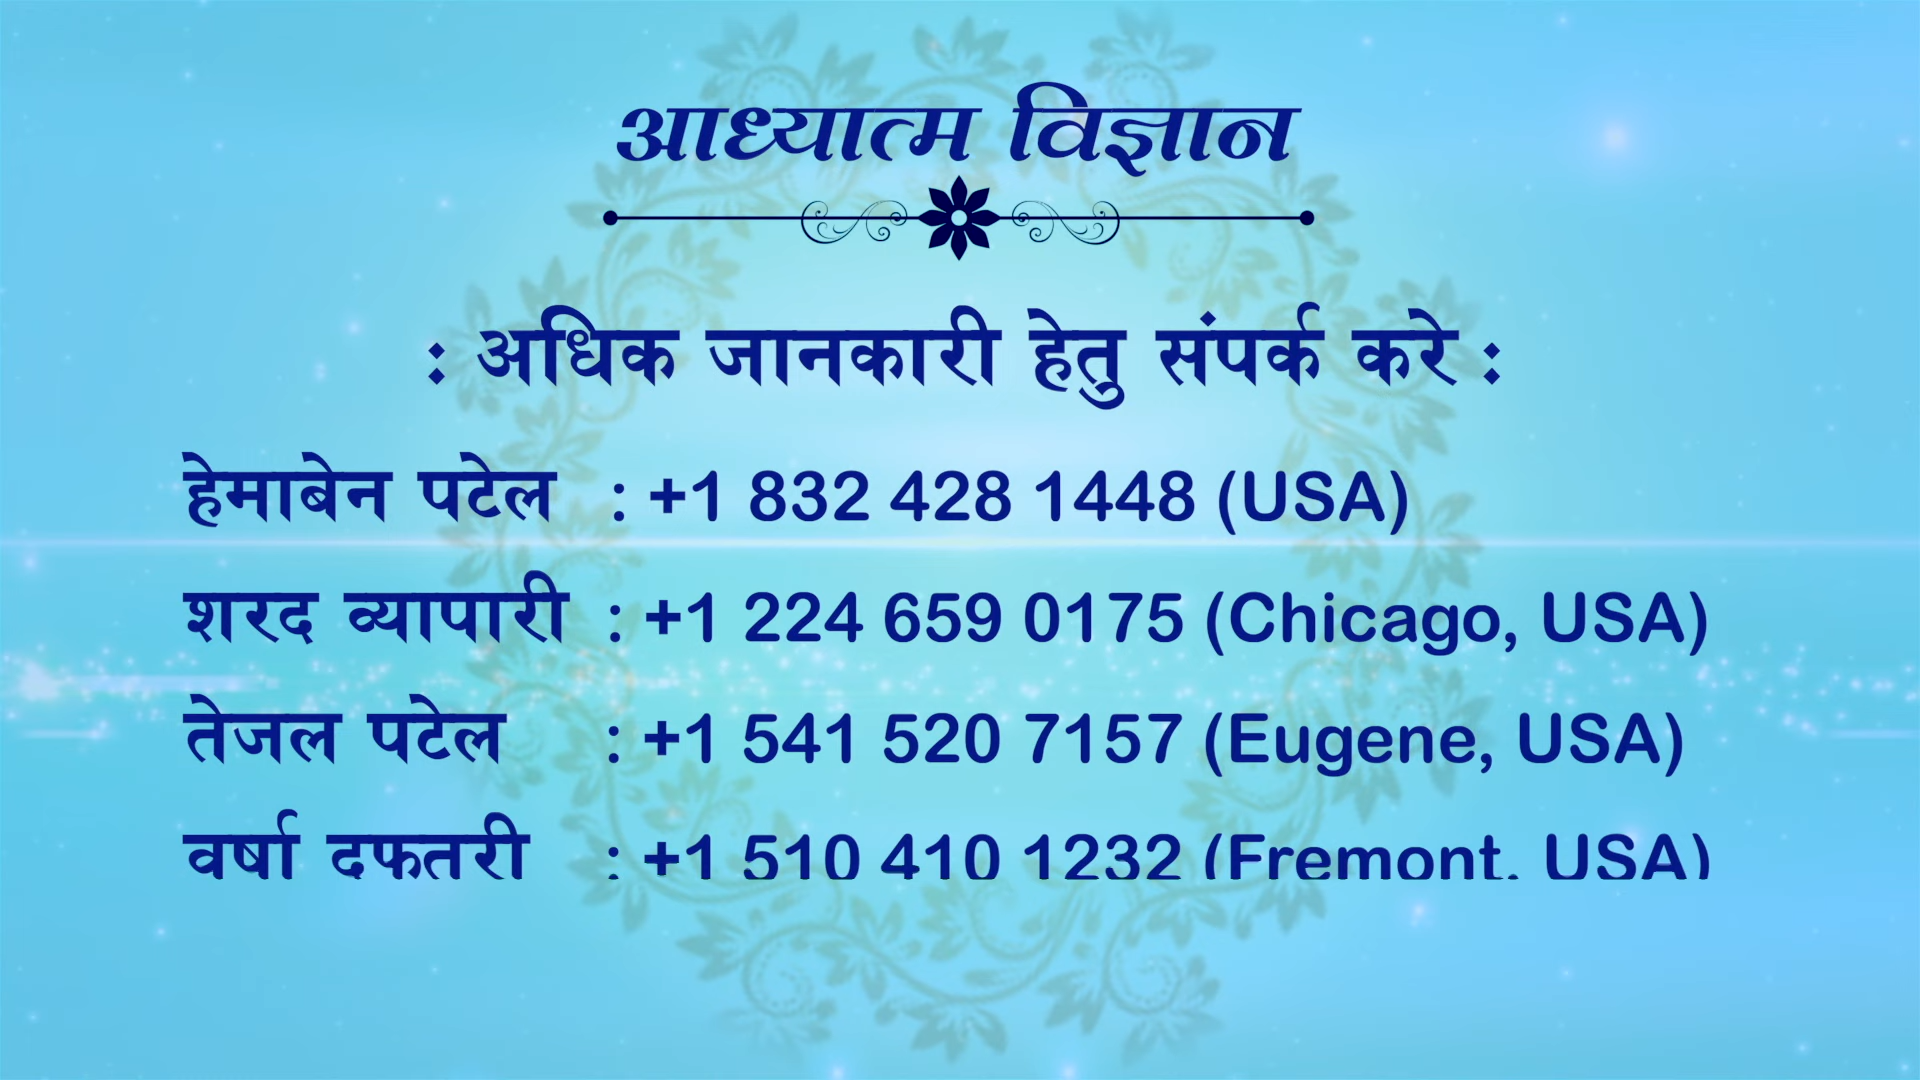 आध्यात्म विज्ञान
: अधिक जानकारी हेतु संपर्क करे :
हेमाबेन पटेल : +1 832 428 1448 (USA)
शरद व्यापारी : +1 224 659 0175 (Chicago, USA)
तेजल पटेल : +1 541 520 7157 (Eugene, USA)
वर्षा दफतरी : +1 510 410 1232 (Fremont, USA)